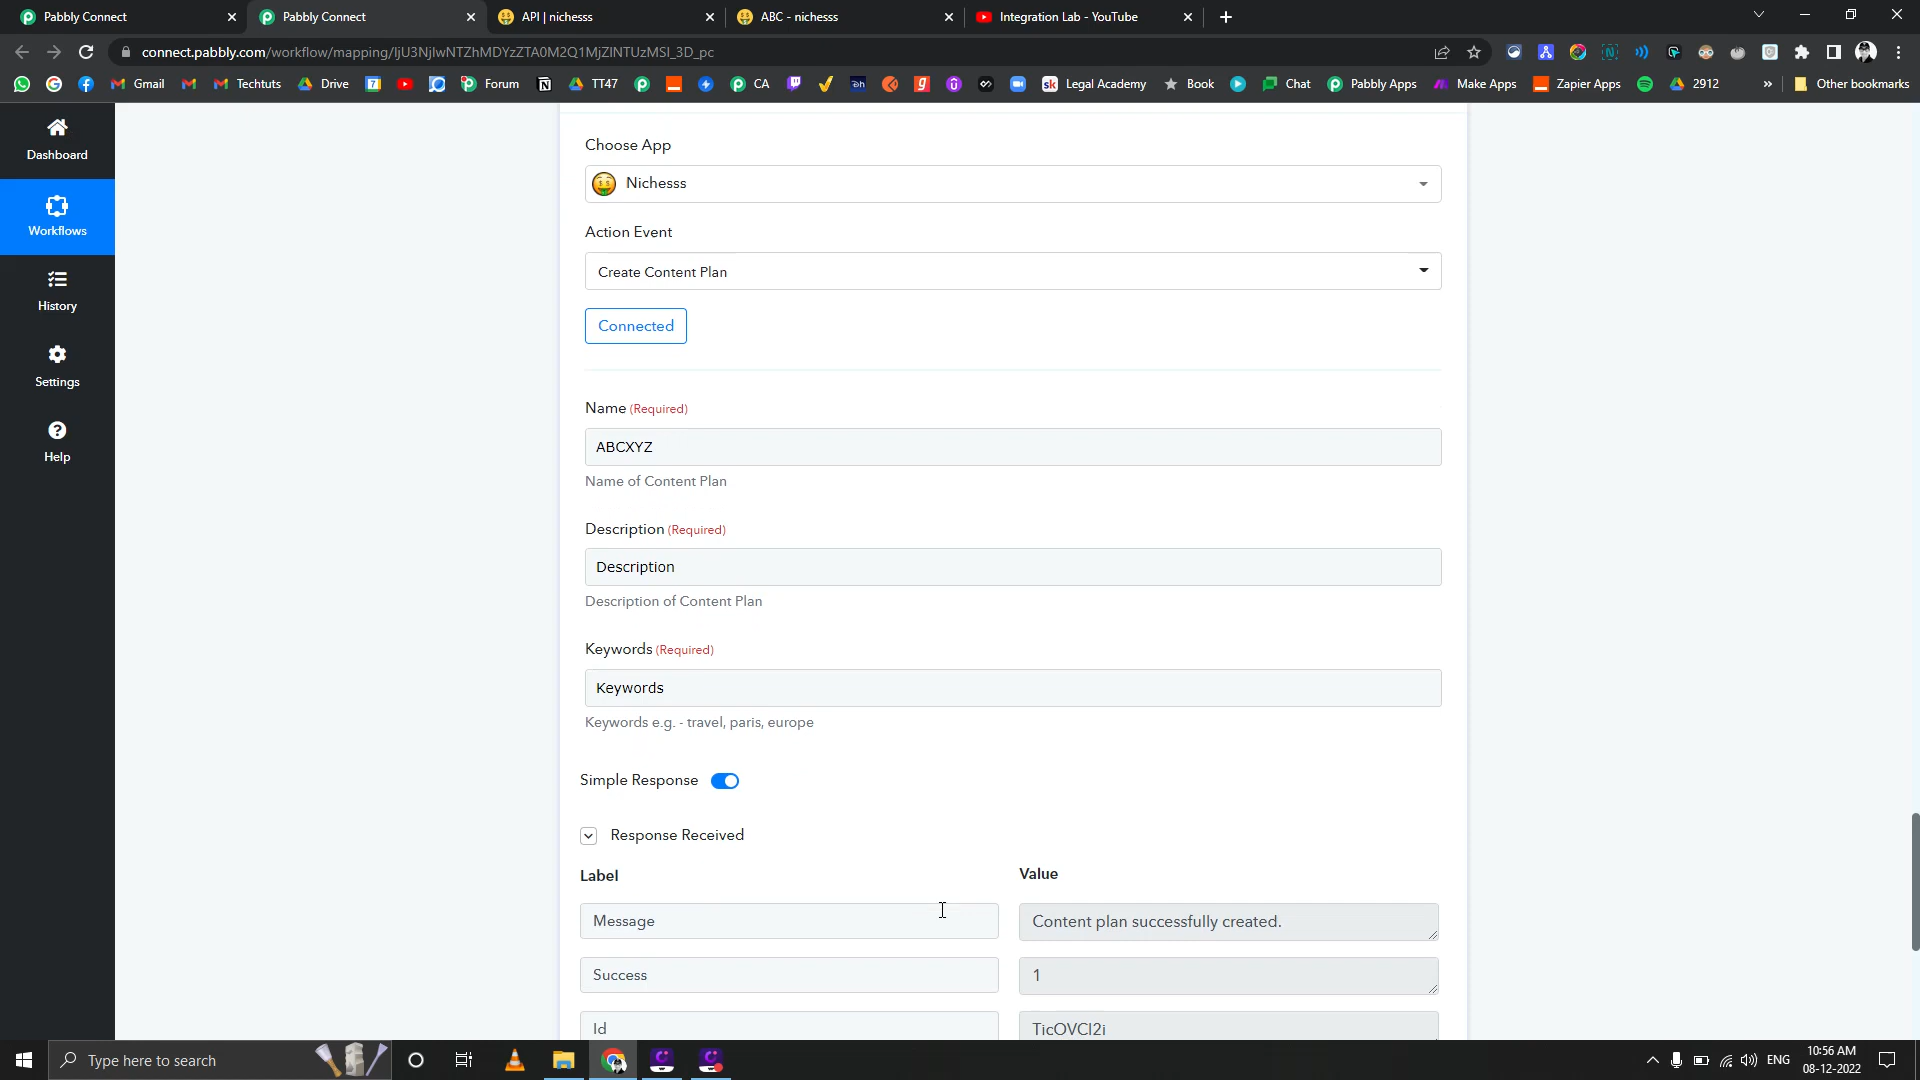 Pabbly Connect
Pabbly Connect
API | nichesss
ABC - nichesss
Integration Lab - YouTube
connect.pabbly.com/workflow/mapping/IjU3NjIwNTZhMDYzZTA0M2Q1MjZlNTUzMSI_3D_pc
Gmail
Techtuts
Drive
Forum
TT47
CA
Legal Academy
Book
Chat
Pabbly Apps
Make Apps
Zapier Apps
2912
Other bookmarks
Dashboard
Workflows
History
Settings
Help
Choose App
Nichesss
Action Event
Create Content Plan
Connected
Name (Required)
ABCXYZ
Name of Content Plan
Description (Required)
Description
Description of Content Plan
Keywords (Required)
Keywords
Keywords e.g. - travel, paris, europe
Simple Response
Response Received
Label
Value
Message
Content plan successfully created.
Success
1
Id
TicOVCl2i
Type here to search
ENG
10:56 AM
08-12-2022